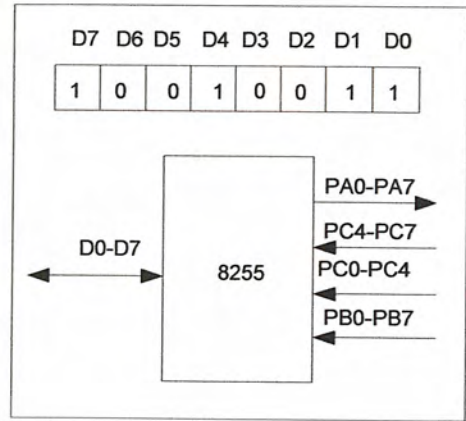 D7 D6 D5 D4 D3 D2 D1 D0
1 0 0 1 0 0 1 1
PA0-PA7
PC4-PC7
D0-D7
8255
PC0-PC4
PB0-PB7